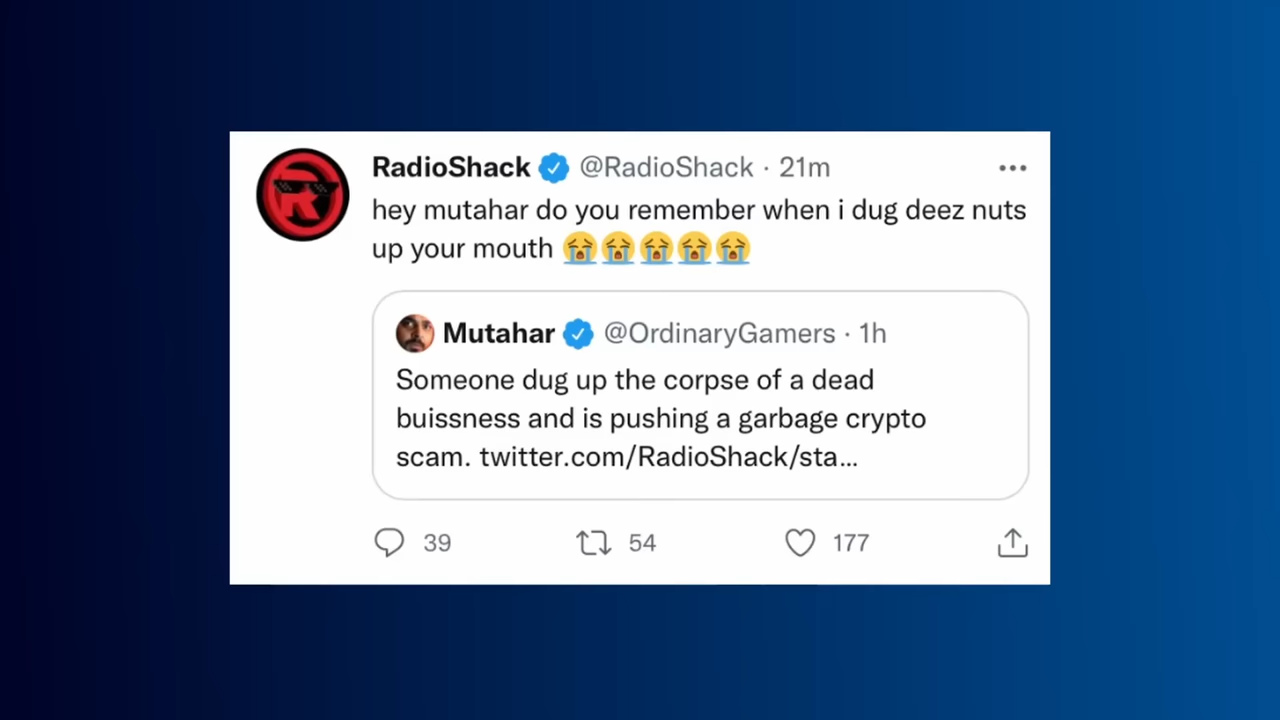 RadioShack @RadioShack · 21m
hey mutahar do you remember when i dug deez nuts
up your mouth 😭😭😭😭😭
Mutahar @OrdinaryGamers · 1h
Someone dug up the corpse of a dead
buissness and is pushing a garbage crypto
scam. twitter.com/RadioShack/sta...
39 54 177